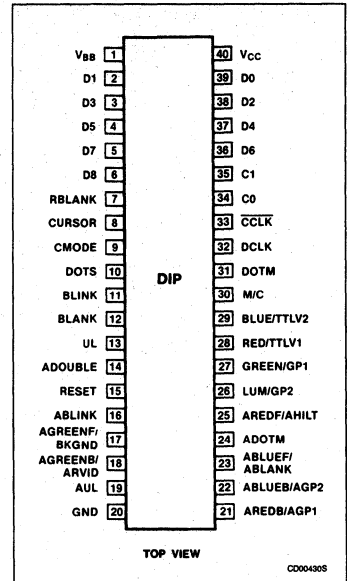 VBB 1 40 VCC
D1 2 39 D0
D3 3 38 D2
D5 4 37 D4
D7 5 36 D6
D8 6 35 C1
RBLANK 7 34 C0
CURSOR 8 33 CCLK
CMODE 9 32 DCLK
DOTS 10 31 DOTM
DIP
BLINK 11 30 M/C
BLANK 12 29 BLUE/TTLV2
UL 13 28 RED/TTLV1
ADOUBLE 14 27 GREEN/GP1
RESET 15 26 LUM/GP2
ABLINK 16 25 AREDF/AHILT
AGREENF/
BKGND 17 24 ADOTM
AGREENB/
ARVID 18 23 ABLUEF/
ABLANK
AUL 19 22 ABLUEB/AGP2
GND 20 21 AREDB/AGP1
TOP VIEW
CD00430S